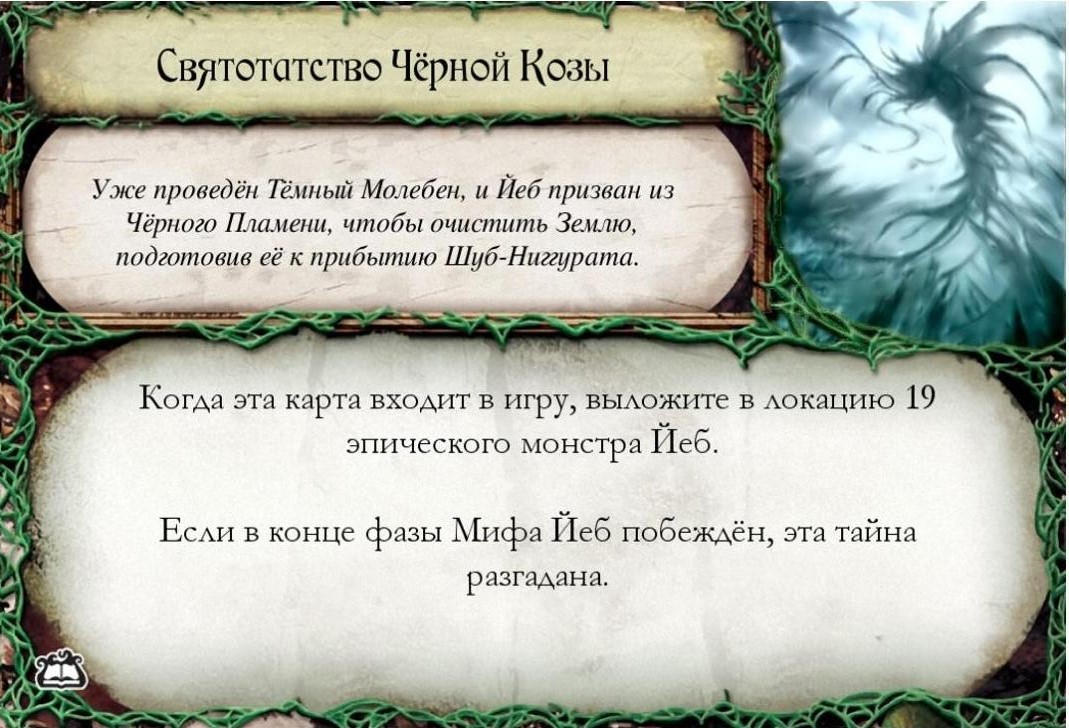 Святотатство Чёрной Козы
Уже проведён Тёмный Молебен, и Йеб призван из
Чёрного Пламени, чтобы очистить Землю,
подготовив её к прибытию Шуб-Ниггурата.
Когда эта карта входит в игру, выложите в локацию 19
эпического монстра Йеб.
Если в конце фазы Мифа Йеб побеждён, эта тайна
разгадана.